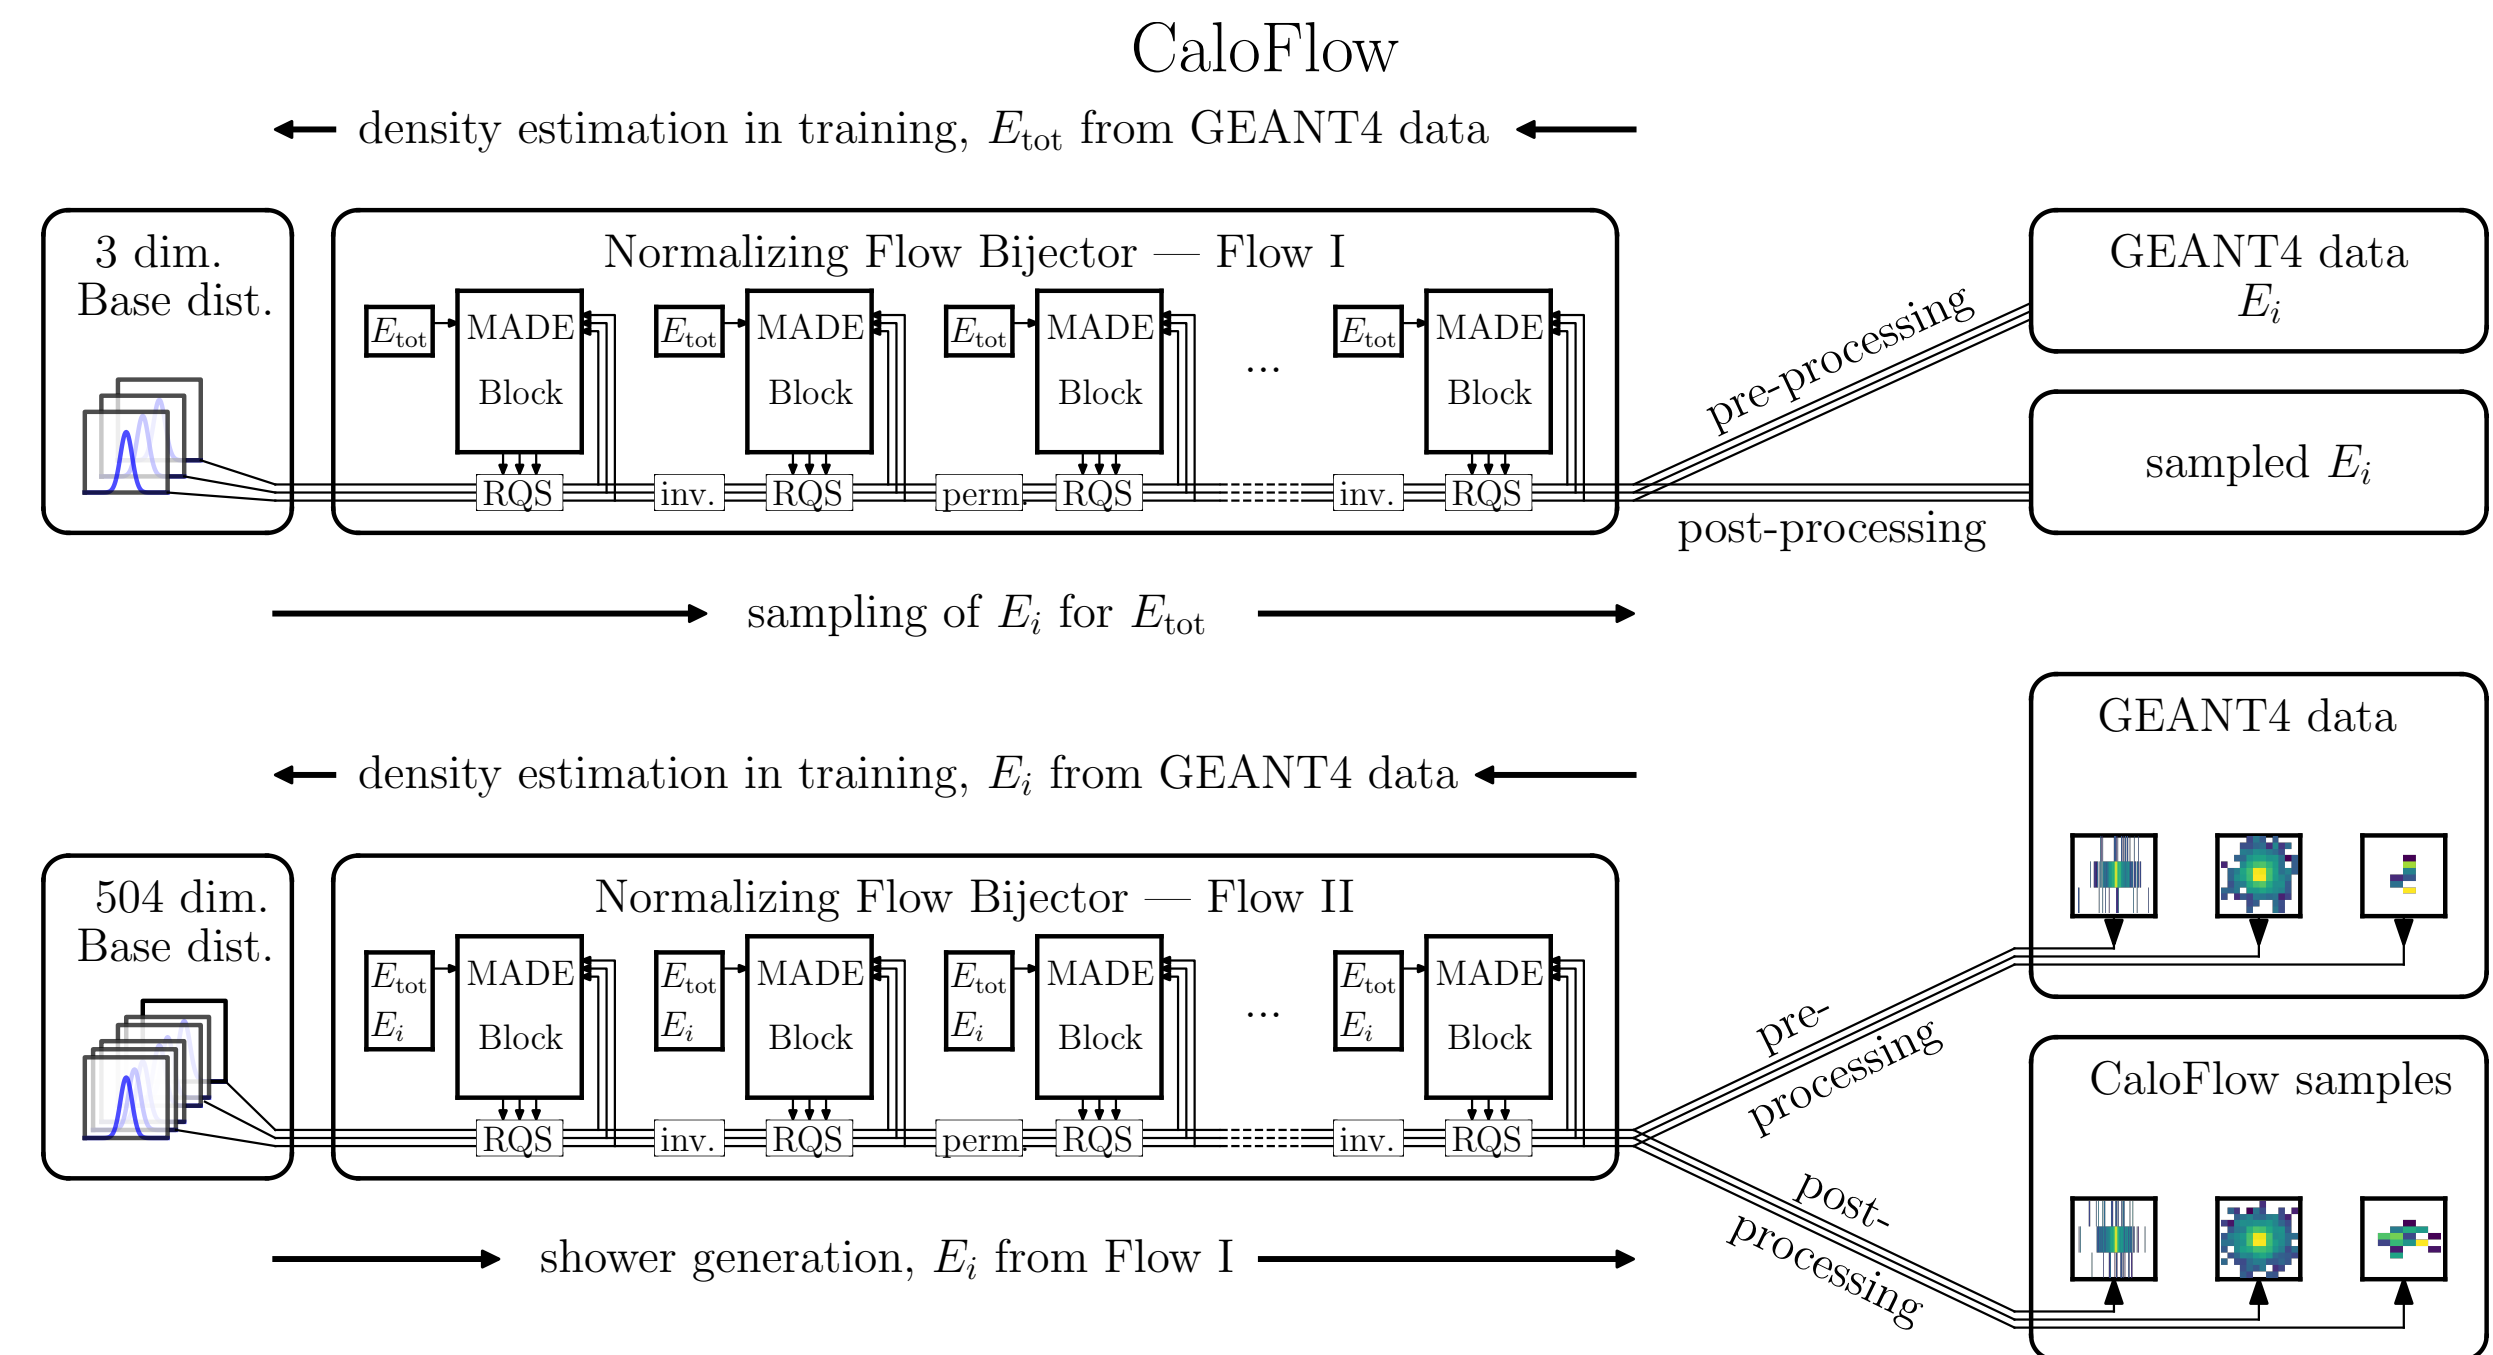 CaloFlow
density estimation in training, E_tot from GEANT4 data
3 dim.
Base dist.
Normalizing Flow Bijector — Flow I
E_tot
MADE
Block
RQS
E_tot
MADE
Block
inv.
RQS
E_tot
MADE
Block
perm.
RQS
...
E_tot
MADE
Block
inv.
RQS
pre-processing
post-processing
GEANT4 data
E_i
sampled E_i
sampling of E_i for E_tot
density estimation in training, E_i from GEANT4 data
504 dim.
Base dist.
Normalizing Flow Bijector — Flow II
E_tot
E_i
MADE
Block
RQS
E_tot
E_i
MADE
Block
inv.
RQS
E_tot
E_i
MADE
Block
perm.
RQS
...
E_tot
E_i
MADE
Block
inv.
RQS
pre-
processing
post-
processing
GEANT4 data
CaloFlow samples
shower generation, E_i from Flow I